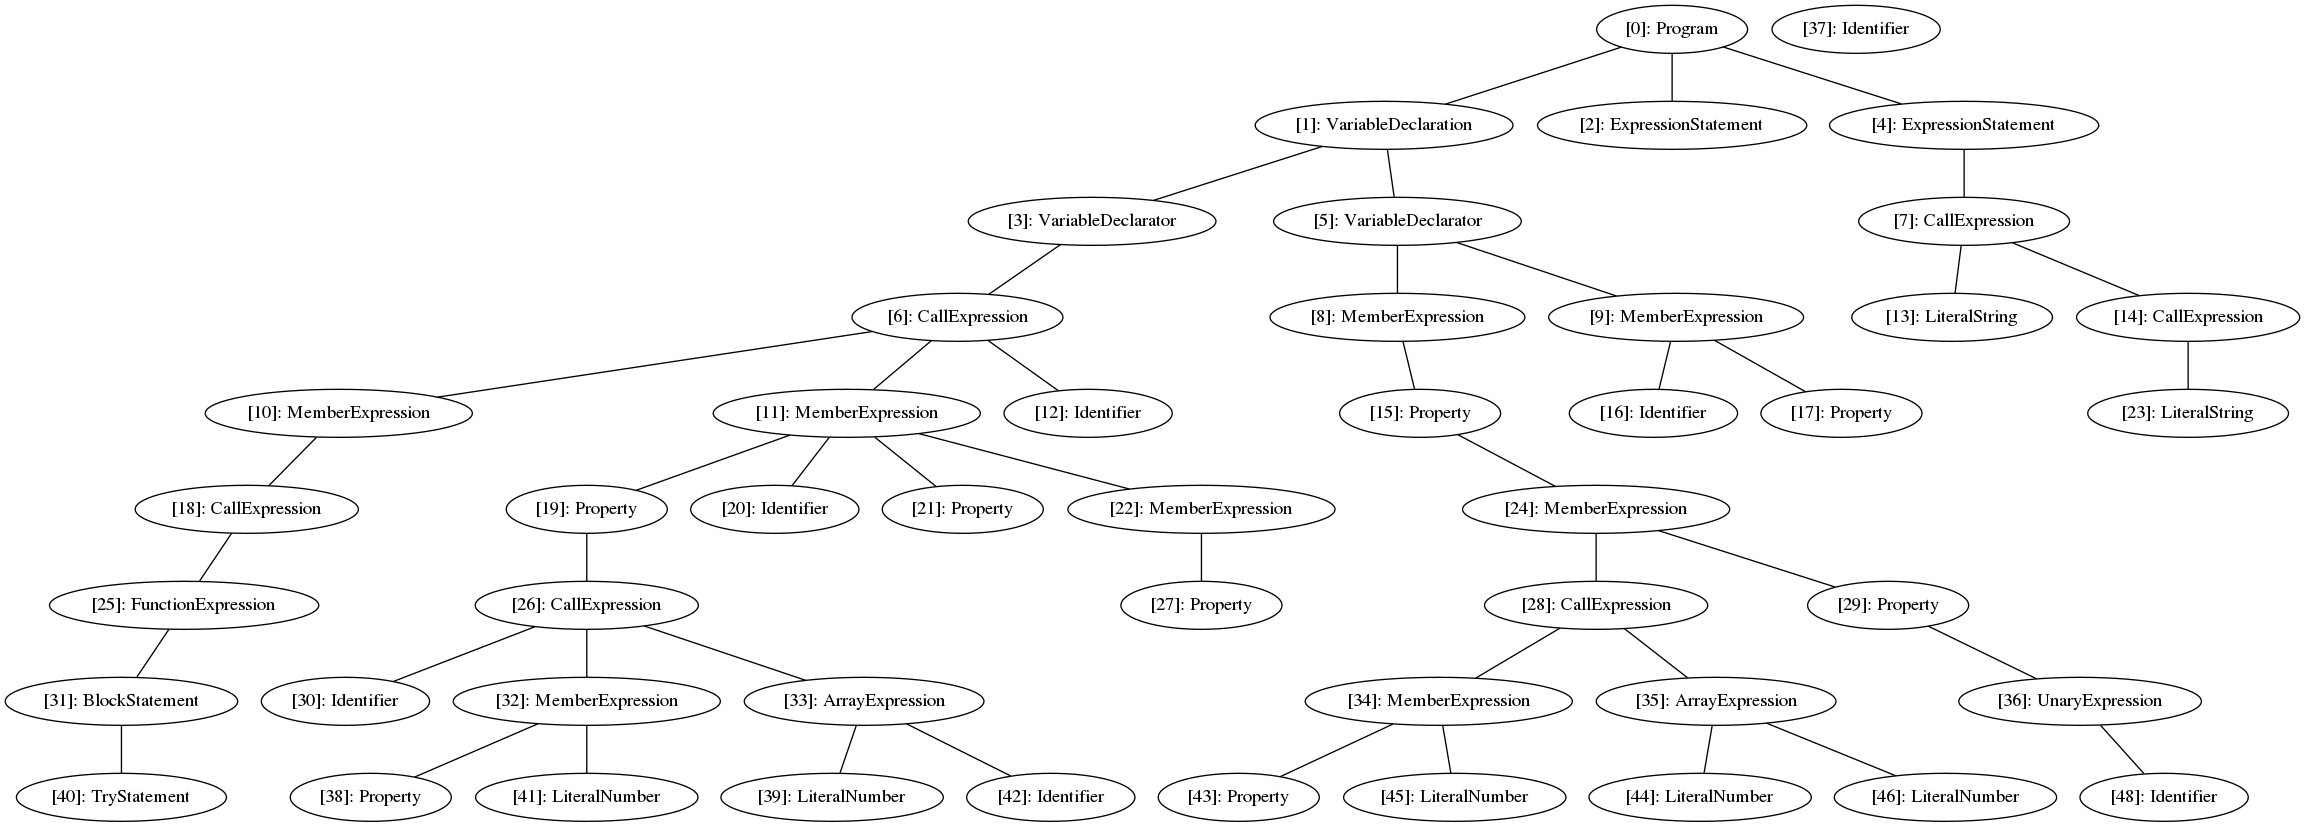 [0]: Program
[37]: Identifier
[1]: VariableDeclaration
[2]: ExpressionStatement
[4]: ExpressionStatement
[3]: VariableDeclarator
[5]: VariableDeclarator
[7]: CallExpression
[6]: CallExpression
[8]: MemberExpression
[9]: MemberExpression
[13]: LiteralString
[14]: CallExpression
[10]: MemberExpression
[11]: MemberExpression
[12]: Identifier
[15]: Property
[16]: Identifier
[17]: Property
[23]: LiteralString
[18]: CallExpression
[19]: Property
[20]: Identifier
[21]: Property
[22]: MemberExpression
[24]: MemberExpression
[25]: FunctionExpression
[26]: CallExpression
[27]: Property
[28]: CallExpression
[29]: Property
[31]: BlockStatement
[30]: Identifier
[32]: MemberExpression
[33]: ArrayExpression
[34]: MemberExpression
[35]: ArrayExpression
[36]: UnaryExpression
[40]: TryStatement
[38]: Property
[41]: LiteralNumber
[39]: LiteralNumber
[42]: Identifier
[43]: Property
[45]: LiteralNumber
[44]: LiteralNumber
[46]: LiteralNumber
[48]: Identifier